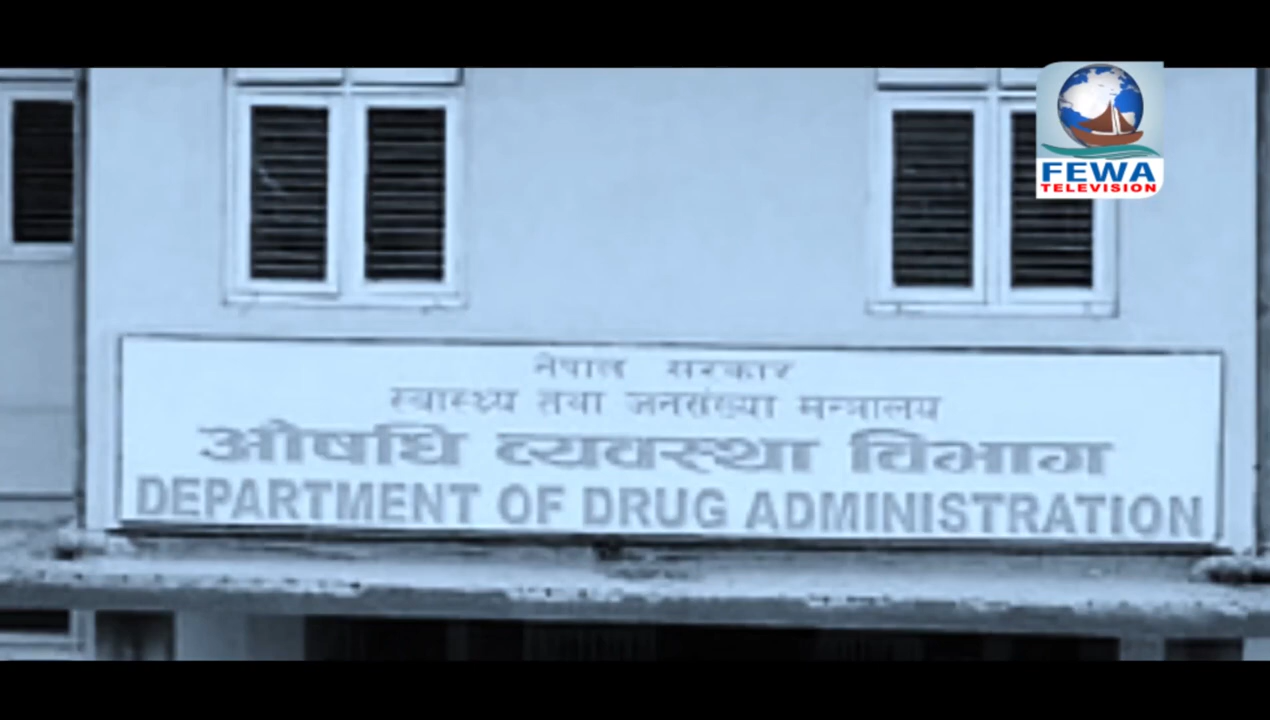 FEWA
TELEVISION
नेपाल सरकार
स्वास्थ्य तथा जनसंख्या मन्त्रालय
औषधि व्यवस्था विभाग
DEPARTMENT OF DRUG ADMINISTRATION